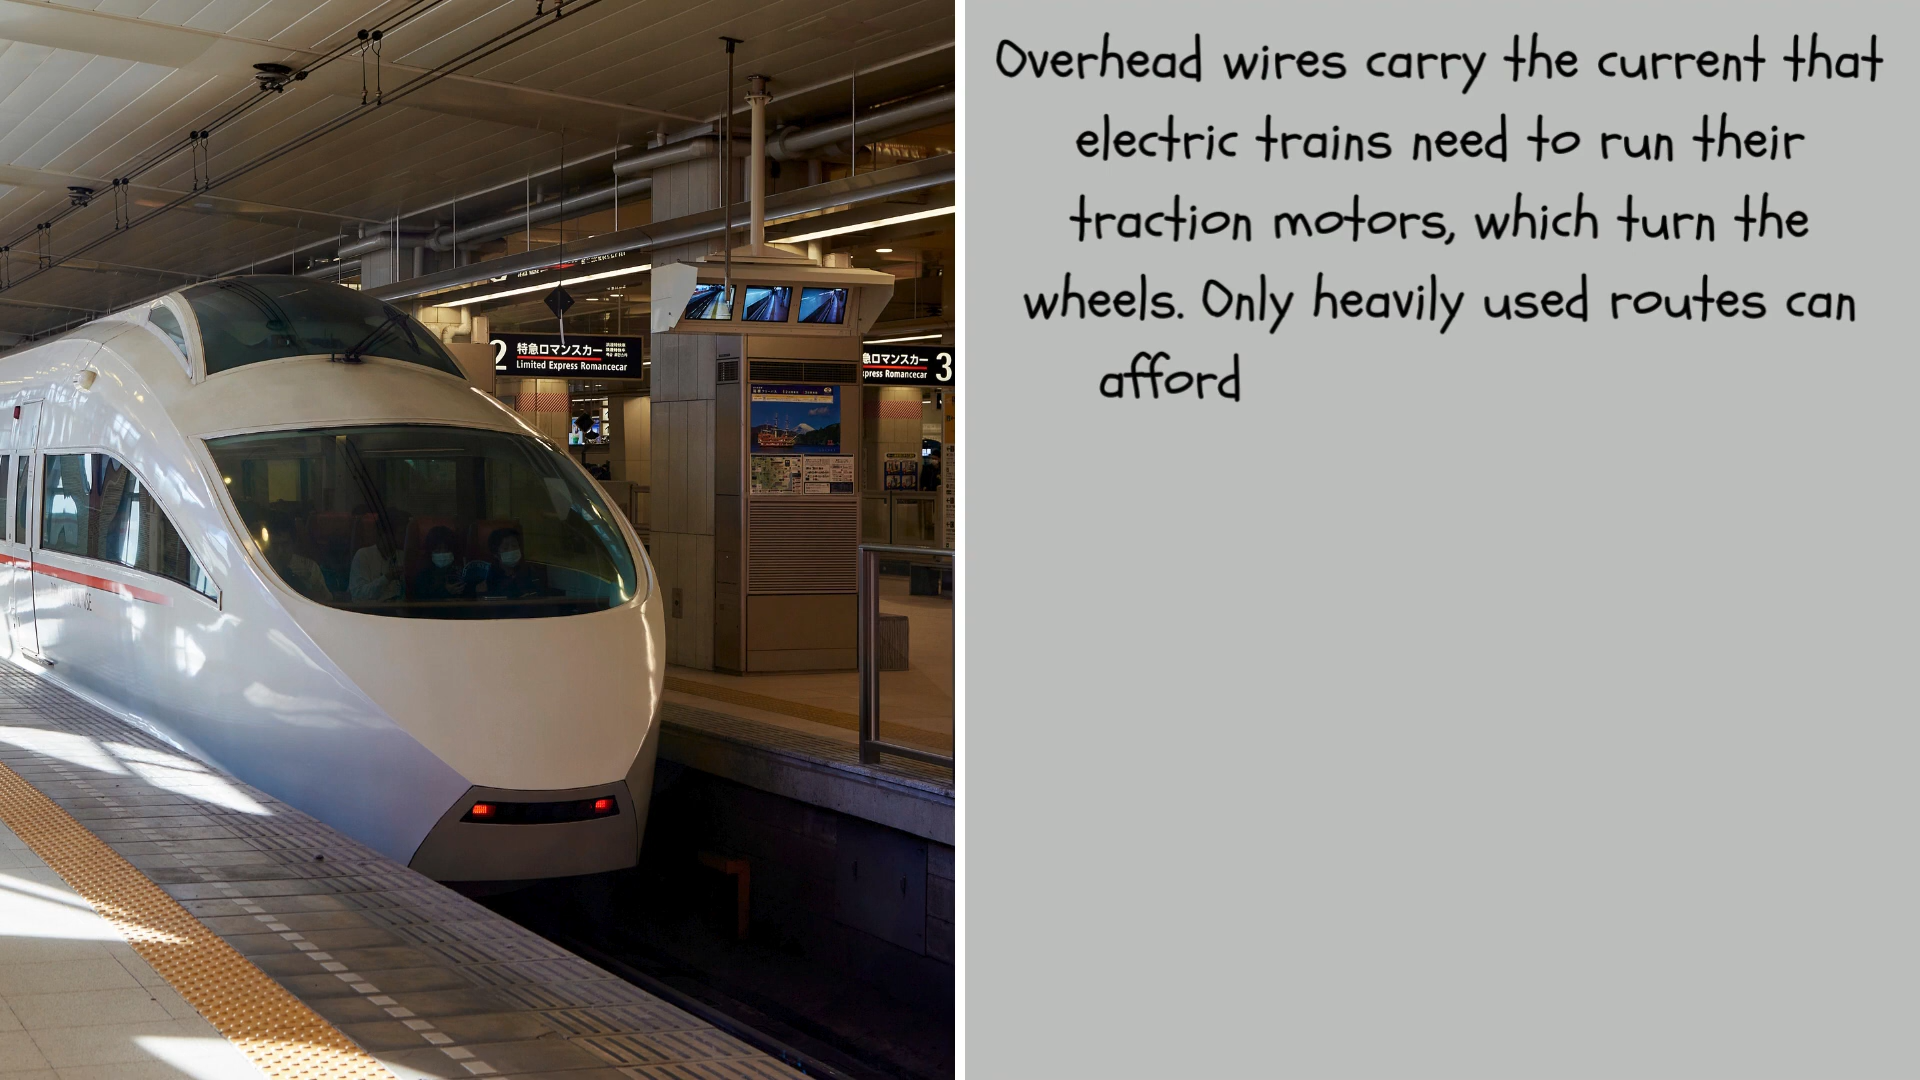 Overhead wires carry the current that
electric trains need to run their
traction motors, which turn the
wheels. Only heavily used routes can
afford
2 特急ロマンスカー
Limited Express Romancecar
急ロマンスカー 3
xpress Romancecar